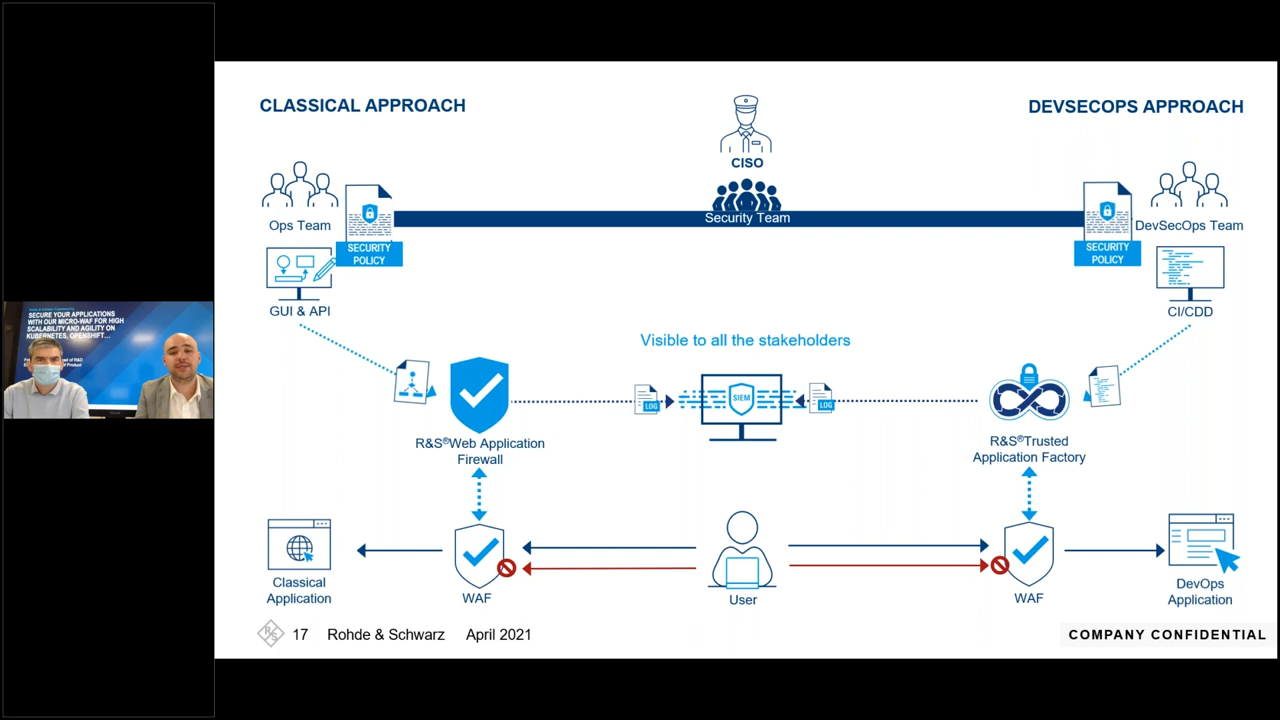 CLASSICAL APPROACH
DEVSECOPS APPROACH
CISO
Security Team
Ops Team
SECURITY
POLICY
GUI & API
SECURITY
POLICY
DevSecOps Team
CI/CDD
Visible to all the stakeholders
LOG
SIEM
LOG
R&S®Web Application
Firewall
R&S®Trusted
Application Factory
Classical
Application
WAF
User
WAF
DevOps
Application
R&S
17 Rohde & Schwarz April 2021
COMPANY CONFIDENTIAL
SECURE YOUR APPLICATIONS
WITH OUR MICRO-WAF FOR HIGH
SCALABILITY AND AGILITY ON
KUBERNETES, OPENSHIFT...